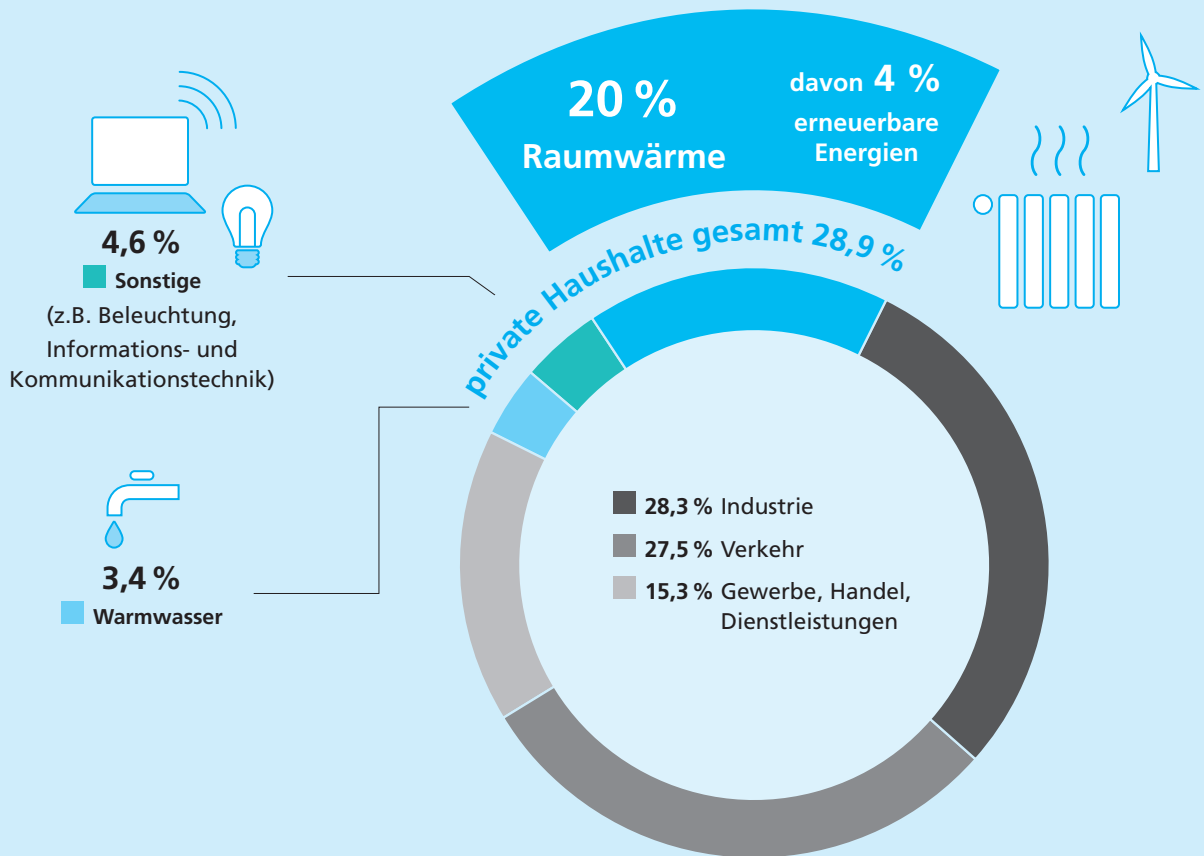 20 %
Raumwärme
davon 4 %
erneuerbare
Energien
private Haushalte gesamt 28,9 %
4,6 %
Sonstige
(z.B. Beleuchtung,
Informations- und
Kommunikationstechnik)
3,4 %
Warmwasser
28,3 % Industrie
27,5 % Verkehr
15,3 % Gewerbe, Handel,
Dienstleistungen